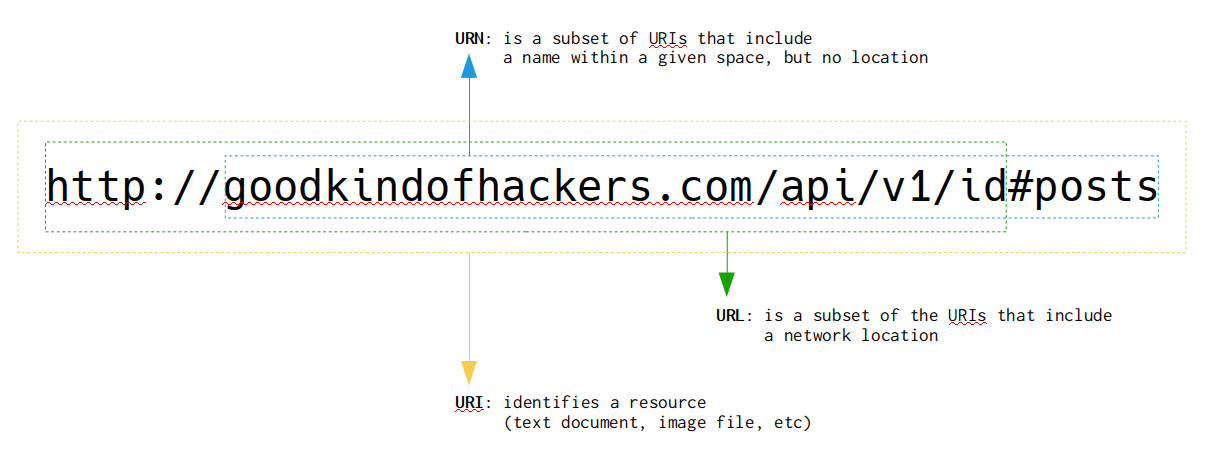 URN: is a subset of URIs that include
a name within a given space, but no location
http://goodkindofhackers.com/api/v1/id#posts
URL: is a subset of the URIs that include
a network location
URI: identifies a resource
(text document, image file, etc)